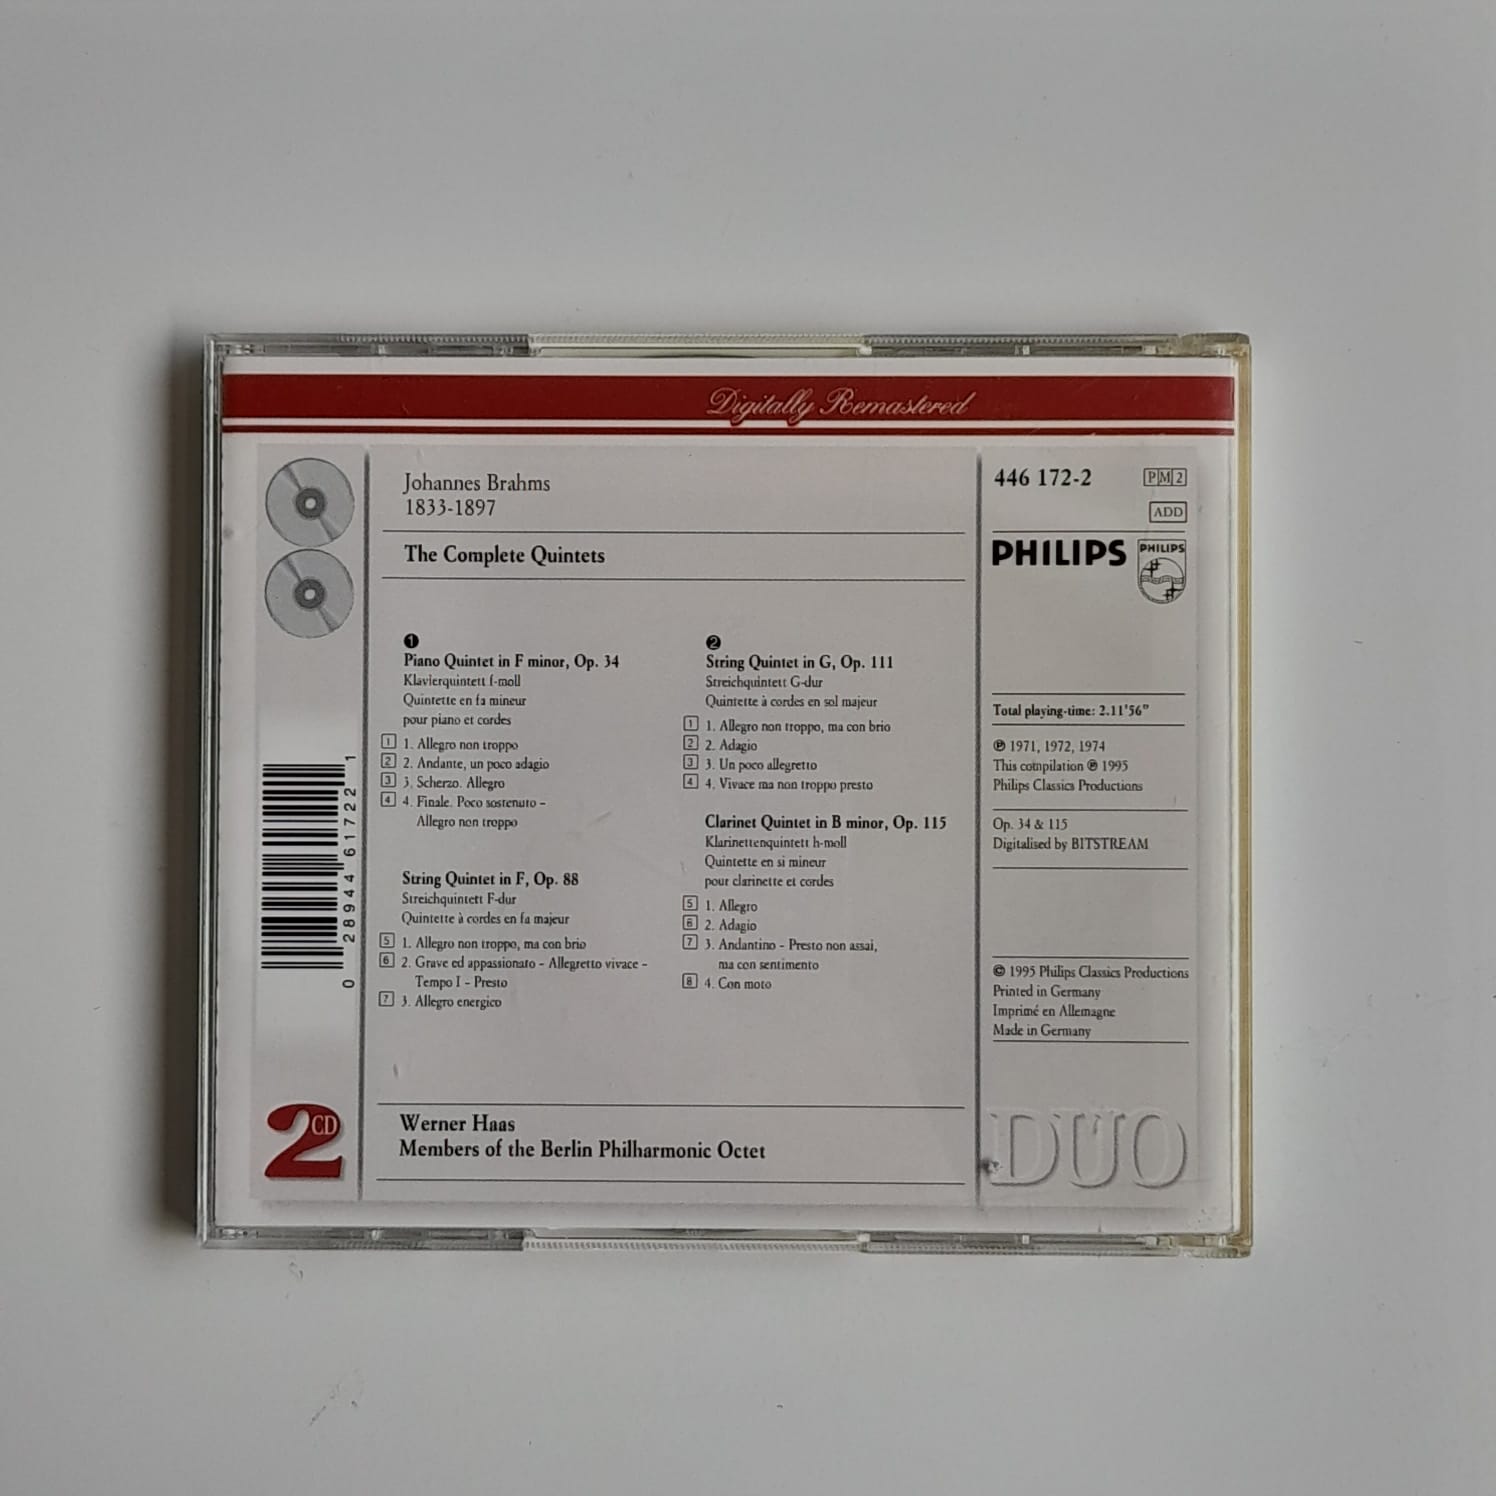 Digitally Remastered
Johannes Brahms
1833-1897
The Complete Quintets
1
Piano Quintet in F minor, Op. 34
Klavierquintett f-moll
Quintette en fa mineur
pour piano et cordes
1 1. Allegro non troppo
2 2. Andante, un poco adagio
3 3. Scherzo. Allegro
4 4. Finale. Poco sostenuto –
Allegro non troppo
String Quintet in F, Op. 88
Streichquintett F-dur
Quintette à cordes en fa majeur
5 1. Allegro non troppo, ma con brio
6 2. Grave ed appassionato – Allegretto vivace –
Tempo I – Presto
7 3. Allegro energico
2
String Quintet in G, Op. 111
Streichquintett G-dur
Quintette à cordes en sol majeur
1 1. Allegro non troppo, ma con brio
2 2. Adagio
3 3. Un poco allegretto
4 4. Vivace ma non troppo presto
Clarinet Quintet in B minor, Op. 115
Klarinettenquintett h-moll
Quintette en si mineur
pour clarinette et cordes
5 1. Allegro
6 2. Adagio
7 3. Andantino – Presto non assai,
ma con sentimento
8 4. Con moto
Werner Haas
Members of the Berlin Philharmonic Octet
446 172-2
PM2
ADD
PHILIPS
PHILIPS
Total playing-time: 2.11'56"
℗ 1971, 1972, 1974
This compilation ℗ 1995
Philips Classics Productions
Op. 34 & 115
Digitalised by BITSTREAM
© 1995 Philips Classics Productions
Printed in Germany
Imprimé en Allemagne
Made in Germany
DUO
0 28944 61722 1
2CD